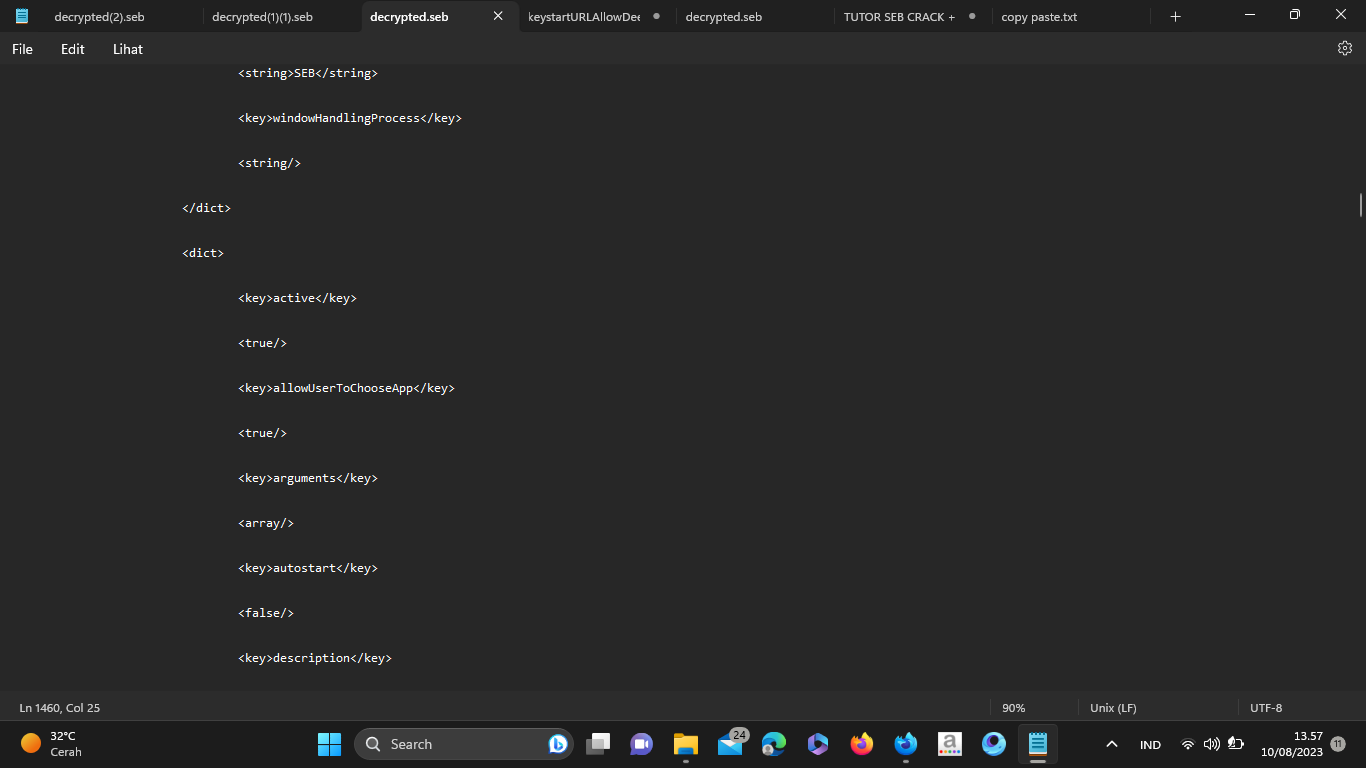 decrypted(2).seb
decrypted(1)(1).seb
decrypted.seb
keystartURLAllowDee
decrypted.seb
TUTOR SEB CRACK +
copy paste.txt
File
Edit
Lihat
<string>SEB</string>
<key>windowHandlingProcess</key>
<string/>
</dict>
<dict>
<key>active</key>
<true/>
<key>allowUserToChooseApp</key>
<true/>
<key>arguments</key>
<array/>
<key>autostart</key>
<false/>
<key>description</key>
Ln 1460, Col 25
90%
Unix (LF)
UTF-8
32°C
Cerah
Search
24
a
IND
13.57
10/08/2023
11